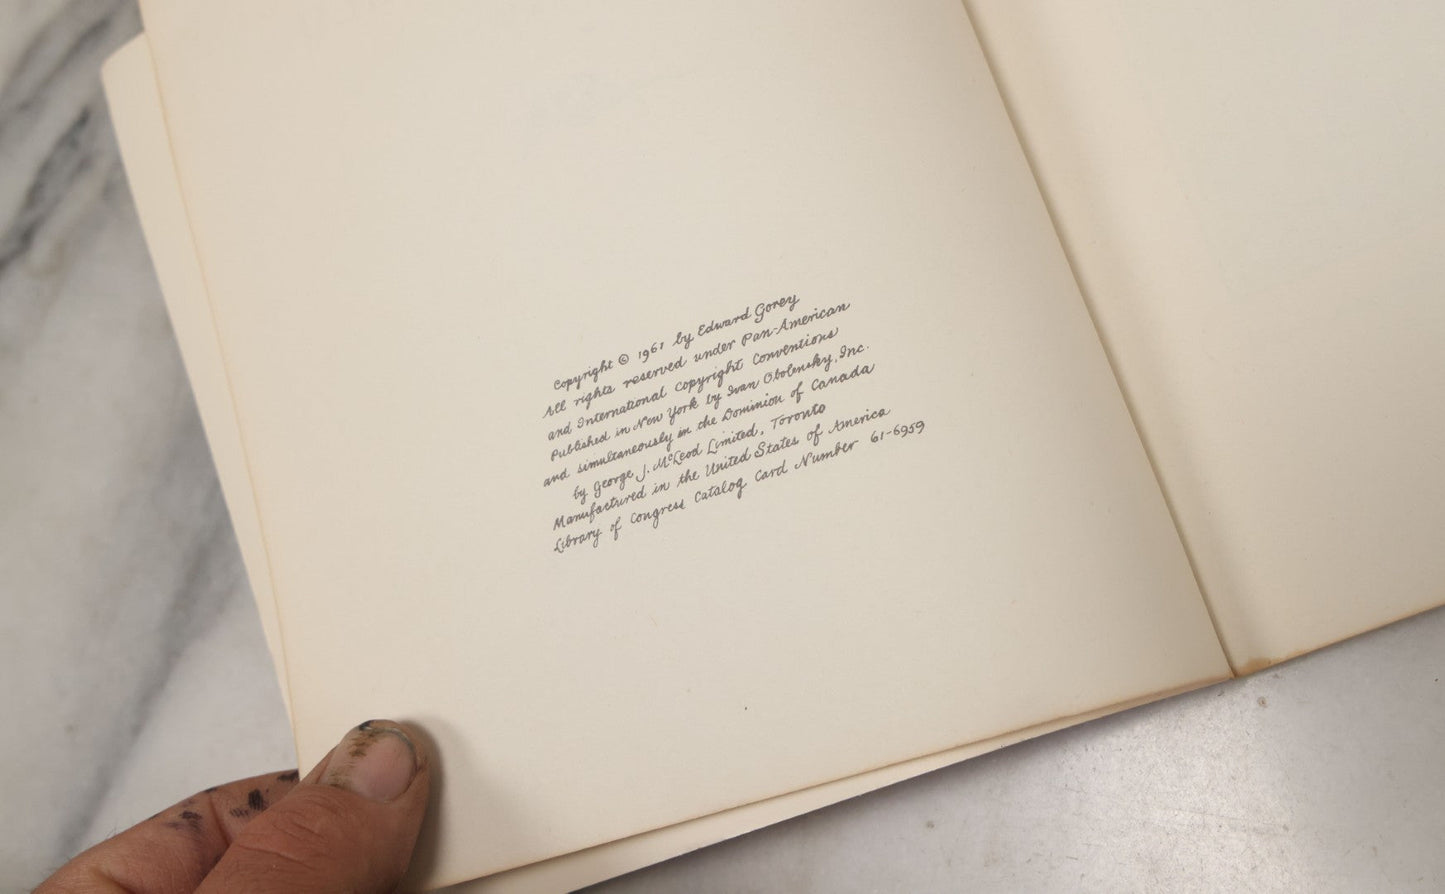 Copyright © 1961 by Edward Gorey
All rights reserved under Pan-American
and International Copyright Conventions
Published in New York by Ivan Obolensky, Inc.
and simultaneously in the Dominion of Canada
by George J. McLeod Limited, Toronto
Manufactured in the United States of America
Library of Congress Catalog Card Number 61-6959